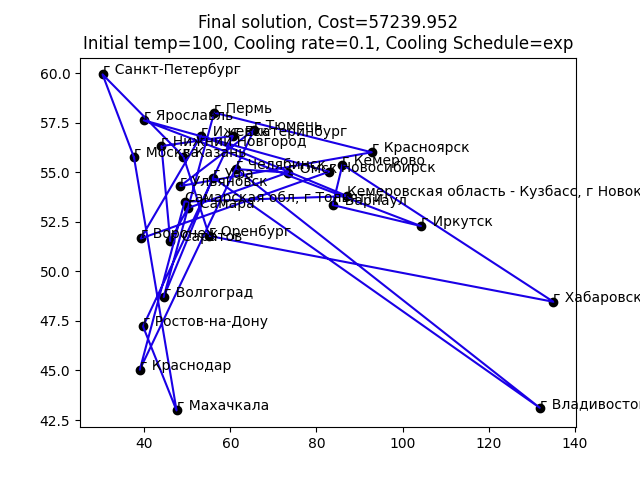 Final solution, Cost=57239.952
Initial temp=100, Cooling rate=0.1, Cooling Schedule=exp
60.0
57.5
55.0
52.5
50.0
47.5
45.0
42.5
г Санкт-Петербург
г Пермь
г Ярославль
г Тюмень
г Ижевск
г Екатеринбург
г Нижний Новгород
г Красноярск
г Москва
г Казань
г Кемерово
г Челябинск
г Омск
г Новосибирск
г Уфа
г Ульяновск
Кемеровская область - Кузбасс, г Новок
Самарская обл, г Тольятти
г Барнаул
г Самара
г Иркутск
г Воронеж
г Саратов
г Оренбург
г Волгоград
г Хабаровск
г Ростов-на-Дону
г Краснодар
г Махачкала
г Владивосток
40
60
80
100
120
140